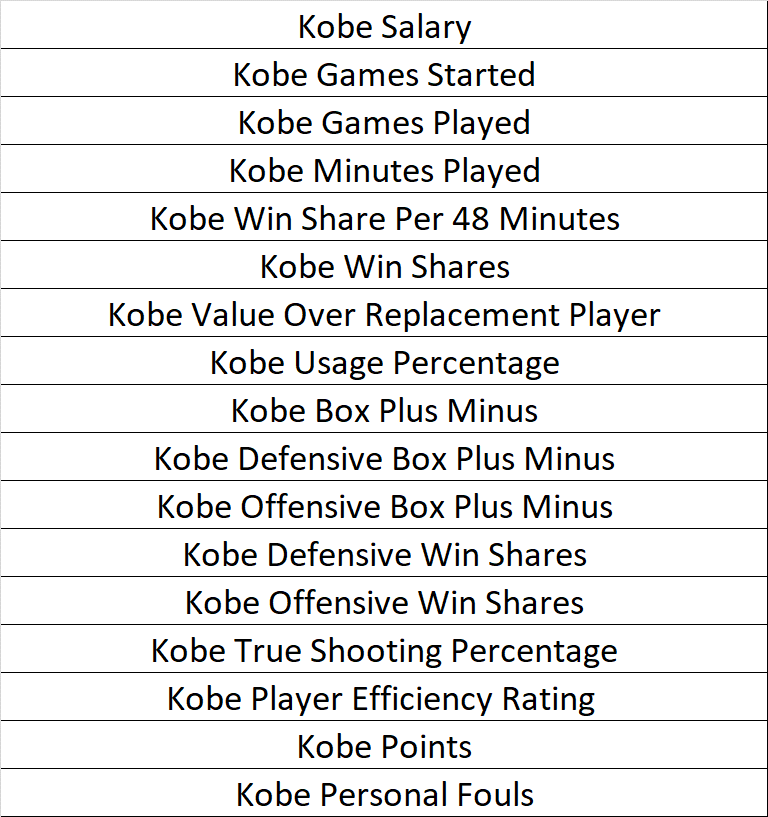 Kobe Salary
Kobe Games Started
Kobe Games Played
Kobe Minutes Played
Kobe Win Share Per 48 Minutes
Kobe Win Shares
Kobe Value Over Replacement Player
Kobe Usage Percentage
Kobe Box Plus Minus
Kobe Defensive Box Plus Minus
Kobe Offensive Box Plus Minus
Kobe Defensive Win Shares
Kobe Offensive Win Shares
Kobe True Shooting Percentage
Kobe Player Efficiency Rating
Kobe Points
Kobe Personal Fouls